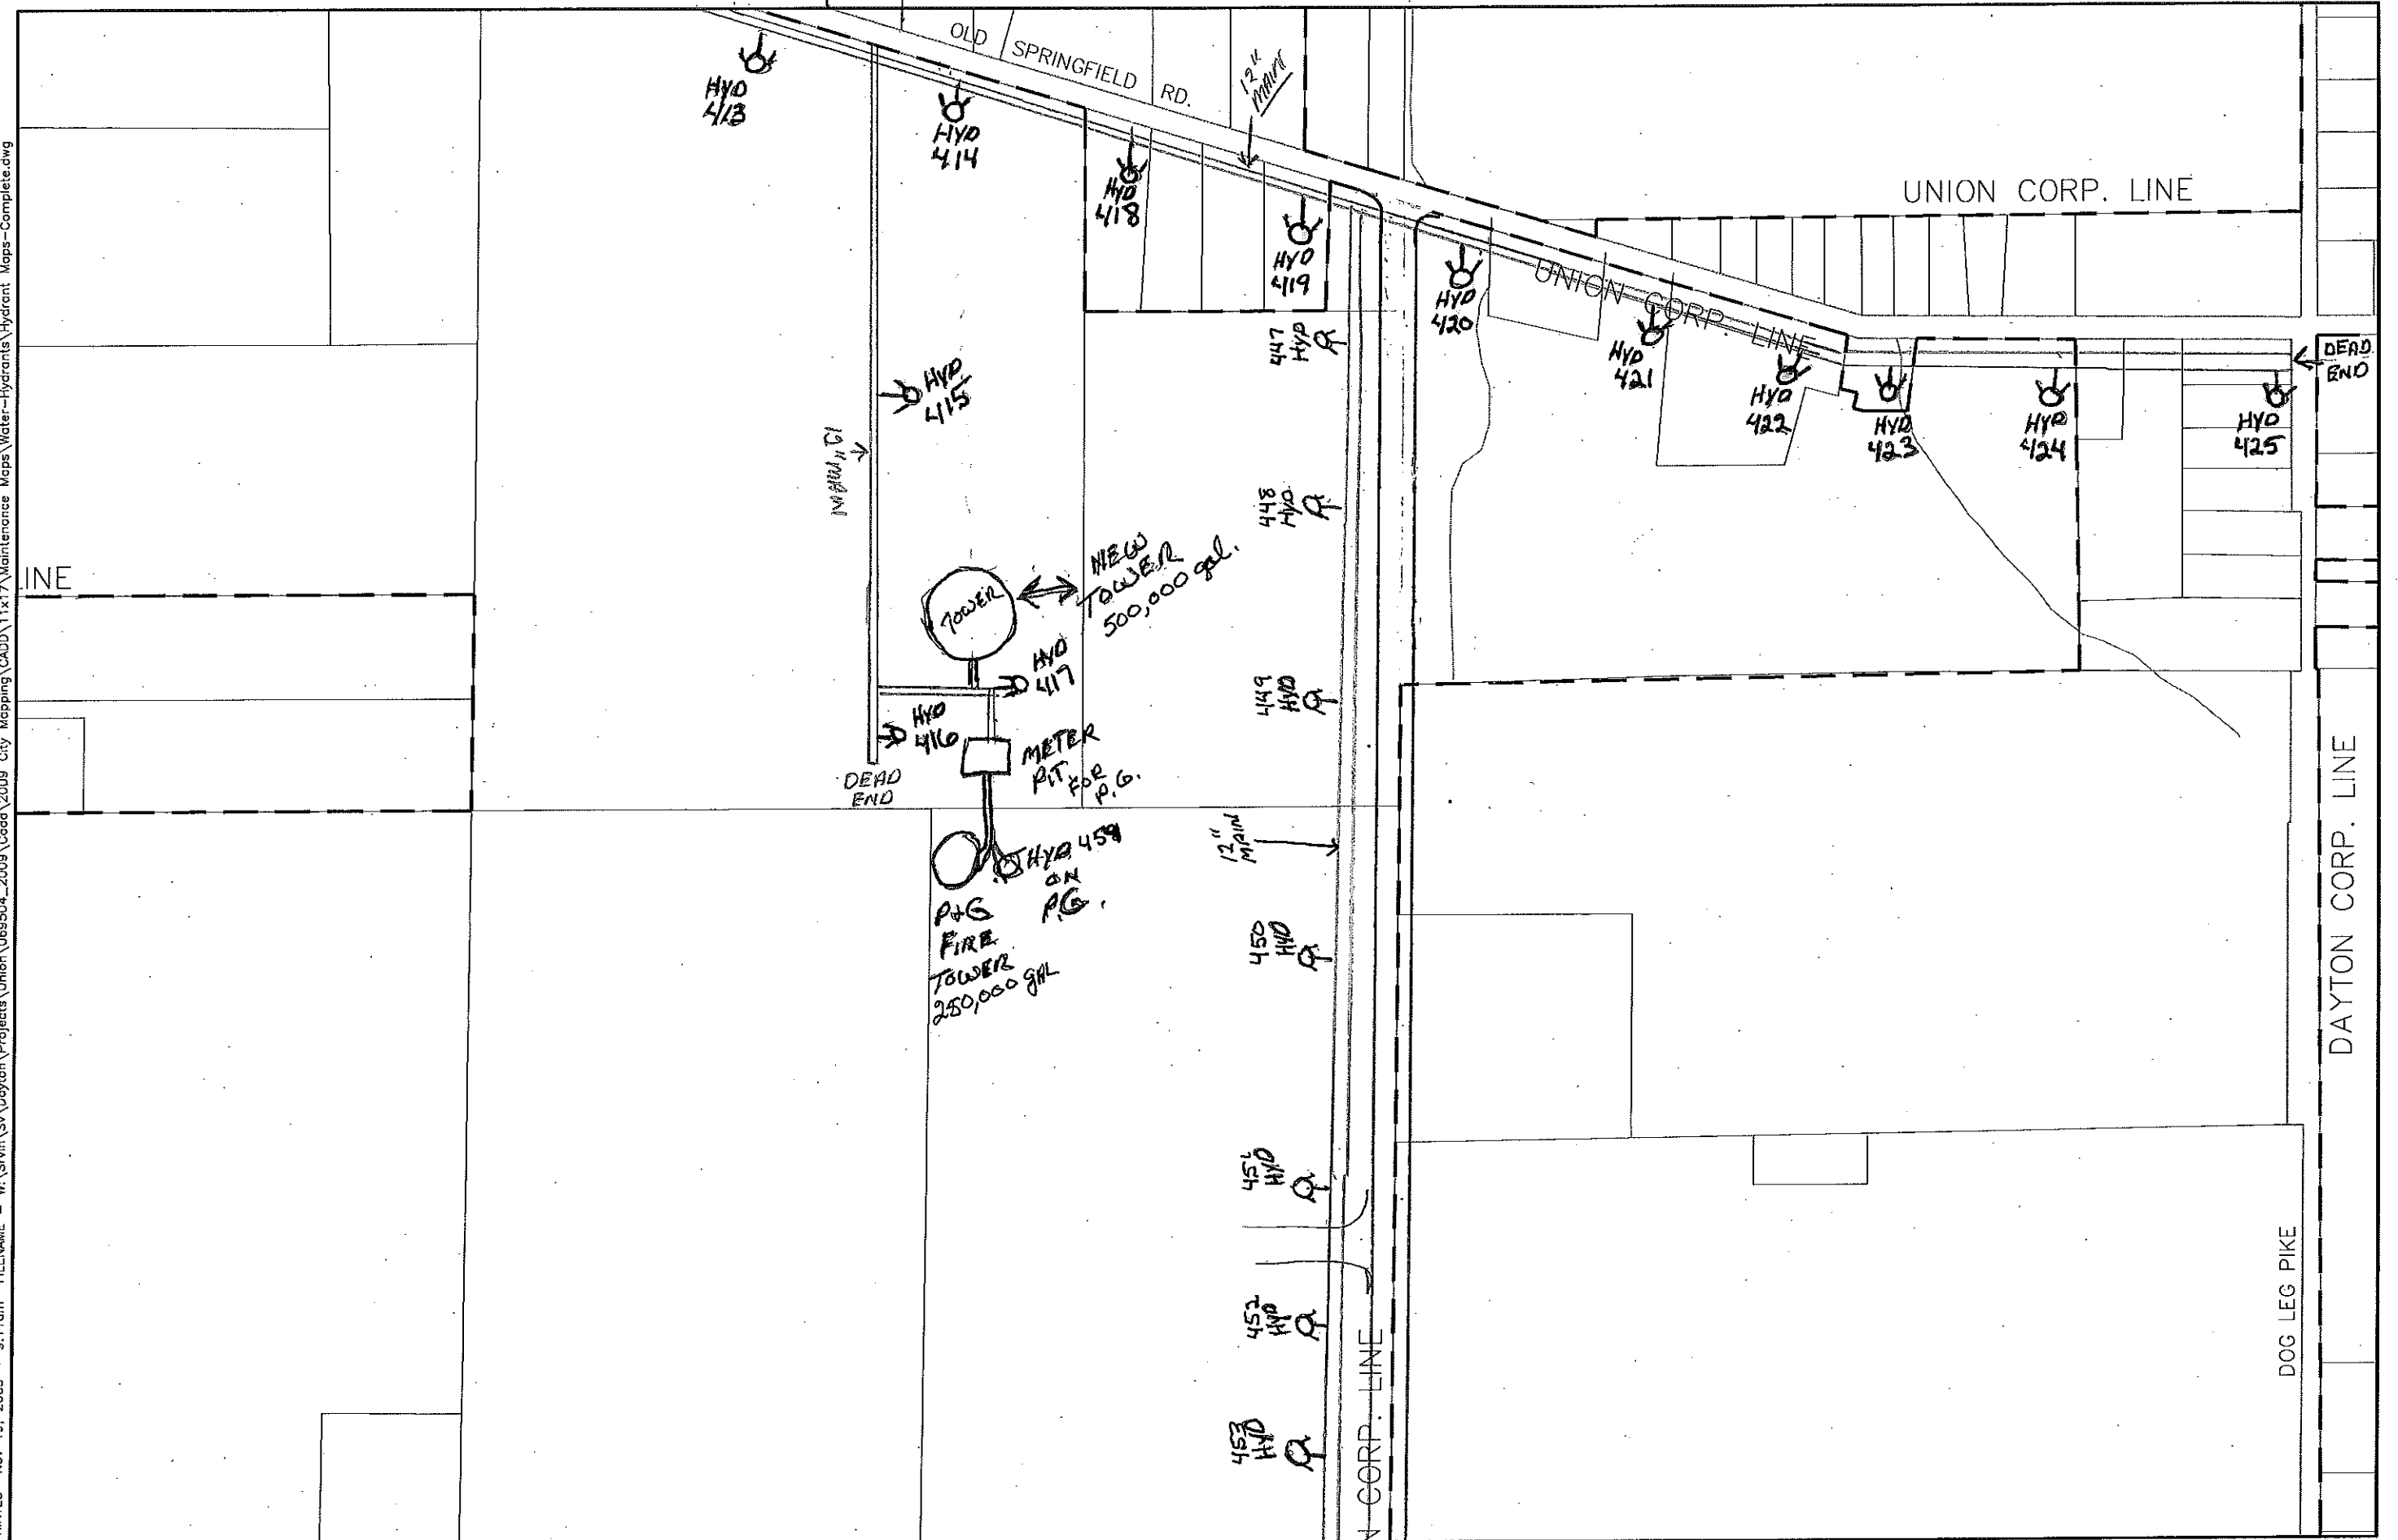 OLD SPRINGFIELD RD.
12" MAIN
HYD
413
HYD
414
HYD
418
HYD
419
HYD
420
HYD
421
HYD
422
HYD
423
HYD
424
HYD
425
DEAD
END
UNION CORP. LINE
UNION CORP. LINE
447
HYD
HYD
415
12" MAIN
448
HYD
NEW
TOWER
500,000 gal.
TOWER
LINE
HYD
417
449
HYD
HYD
416
METER
PIT FOR
P.G.
DEAD
END
12"
MAIN
HYD 459
ON
P.G.
P+G
FIRE
TOWER
250,000 gAL
450
HYD
451
HYD
452
HYD
453
HYD
N CORP. LINE
DAYTON CORP. LINE
DOG LEG PIKE